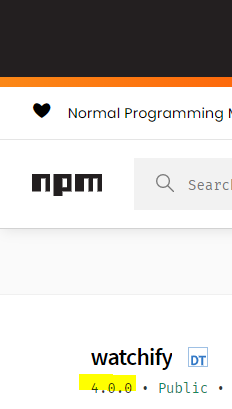 Normal Programming
npm
Search
watchify DT
4.0.0 • Public •